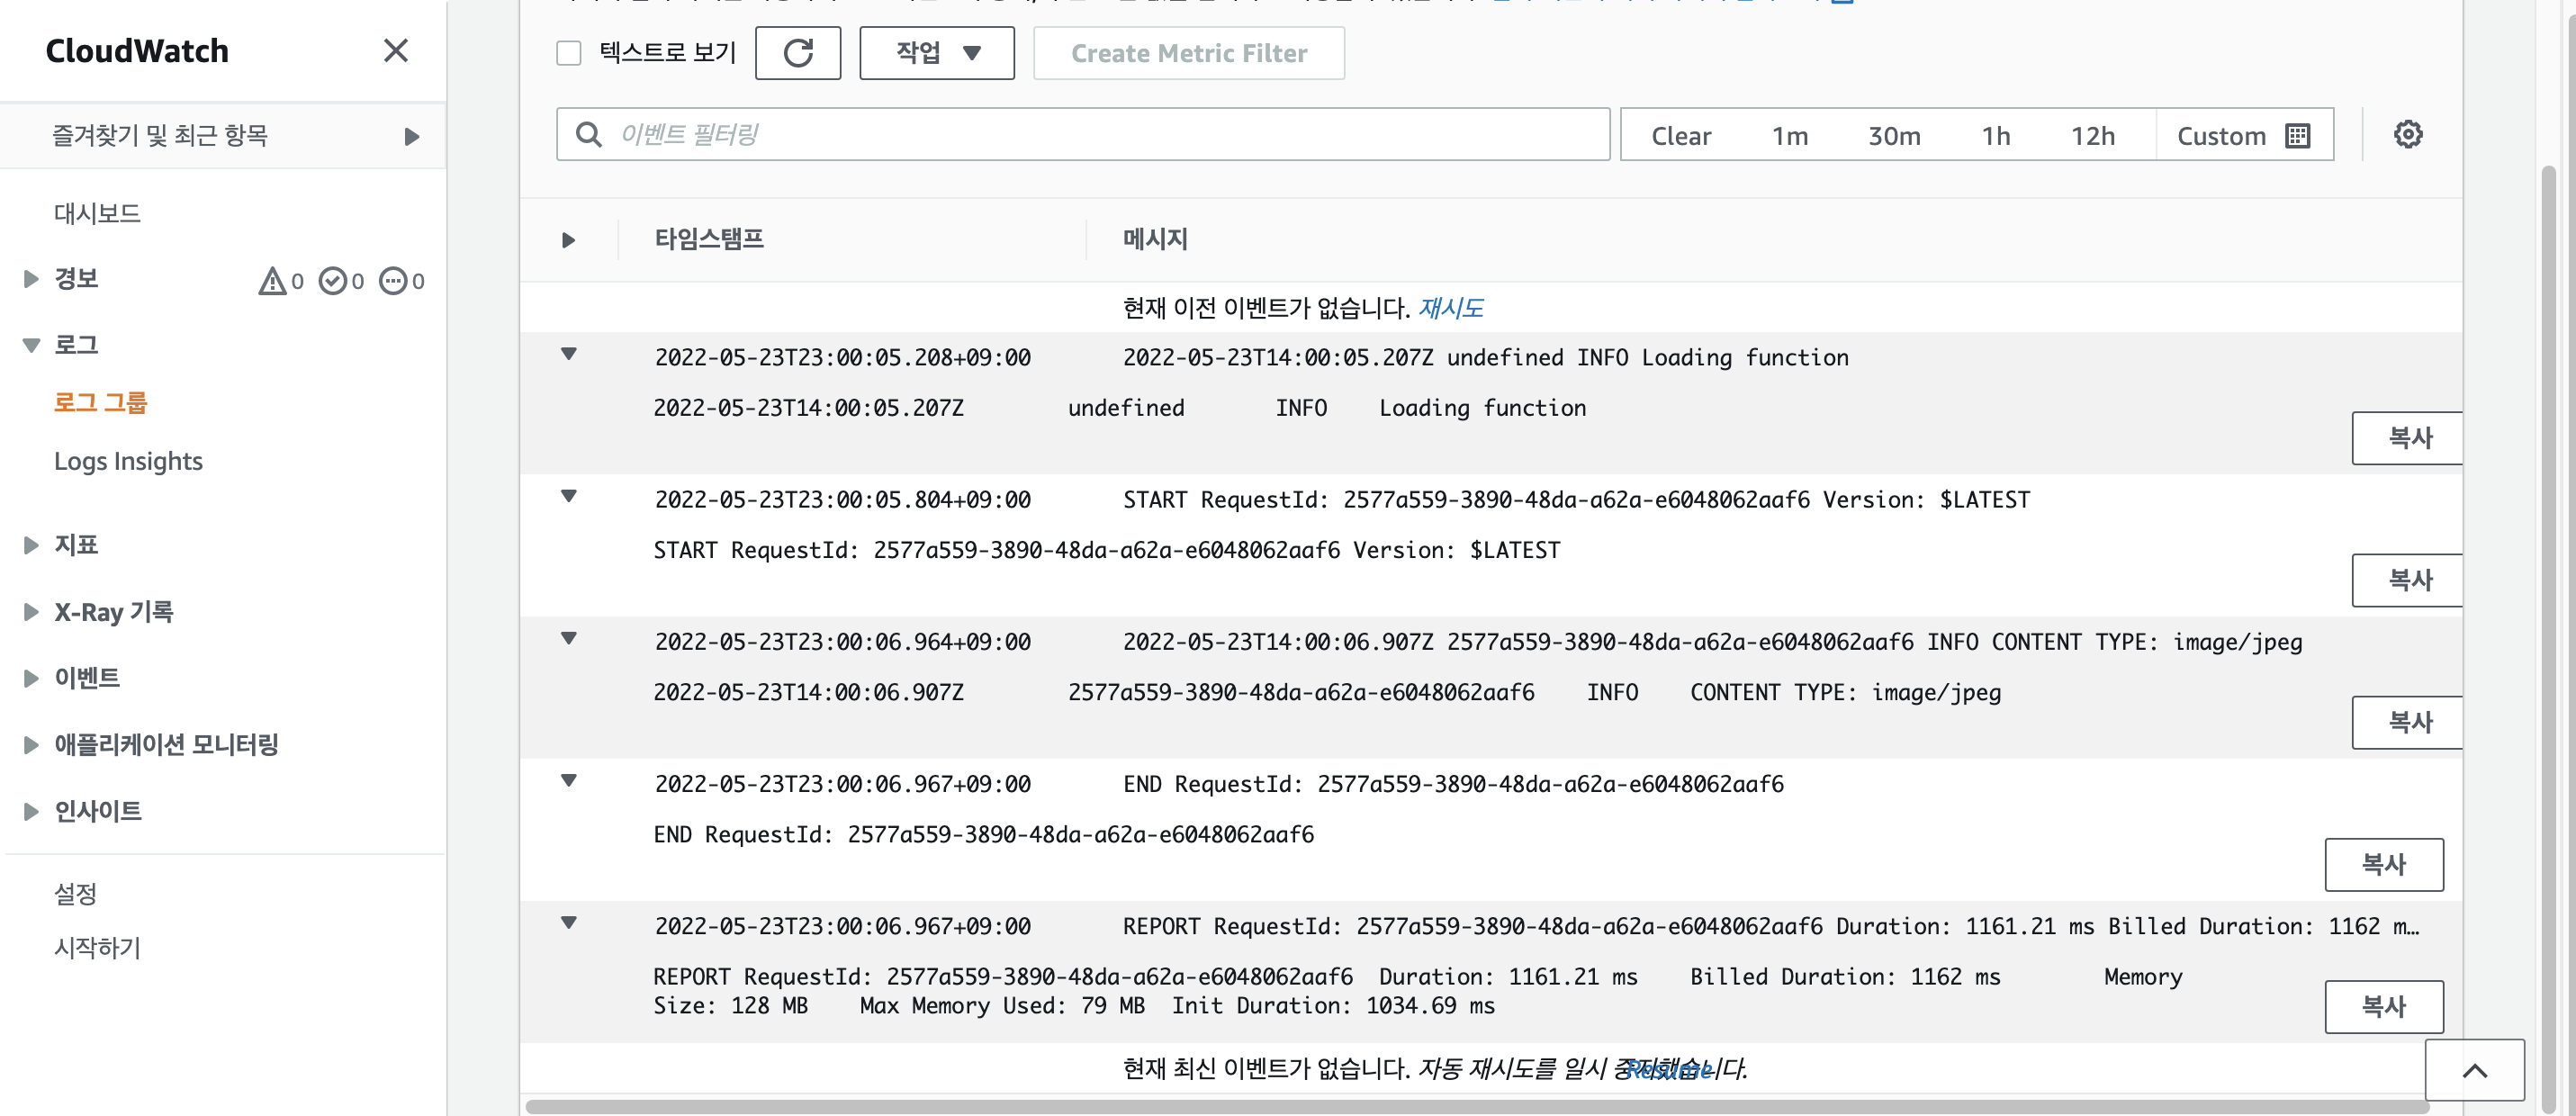 CloudWatch
즐겨찾기 및 최근 항목
대시보드
경보 0 0 0
로그
로그 그룹
Logs Insights
지표
X-Ray 기록
이벤트
애플리케이션 모니터링
인사이트
설정
시작하기
텍스트로 보기 작업 Create Metric Filter
이벤트 필터링 Clear 1m 30m 1h 12h Custom
타임스탬프 메시지
현재 이전 이벤트가 없습니다. 재시도
2022-05-23T23:00:05.208+09:00 2022-05-23T14:00:05.207Z undefined INFO Loading function
2022-05-23T14:00:05.207Z undefined INFO Loading function
복사
2022-05-23T23:00:05.804+09:00 START RequestId: 2577a559-3890-48da-a62a-e6048062aaf6 Version: $LATEST
START RequestId: 2577a559-3890-48da-a62a-e6048062aaf6 Version: $LATEST
복사
2022-05-23T23:00:06.964+09:00 2022-05-23T14:00:06.907Z 2577a559-3890-48da-a62a-e6048062aaf6 INFO CONTENT TYPE: image/jpeg
2022-05-23T14:00:06.907Z 2577a559-3890-48da-a62a-e6048062aaf6 INFO CONTENT TYPE: image/jpeg
복사
2022-05-23T23:00:06.967+09:00 END RequestId: 2577a559-3890-48da-a62a-e6048062aaf6
END RequestId: 2577a559-3890-48da-a62a-e6048062aaf6
복사
2022-05-23T23:00:06.967+09:00 REPORT RequestId: 2577a559-3890-48da-a62a-e6048062aaf6 Duration: 1161.21 ms Billed Duration: 1162 m…
REPORT RequestId: 2577a559-3890-48da-a62a-e6048062aaf6 Duration: 1161.21 ms Billed Duration: 1162 ms Memory
Size: 128 MB Max Memory Used: 79 MB Init Duration: 1034.69 ms
복사
현재 최신 이벤트가 없습니다. 자동 재시도를 일시 중지했습니다. Resume